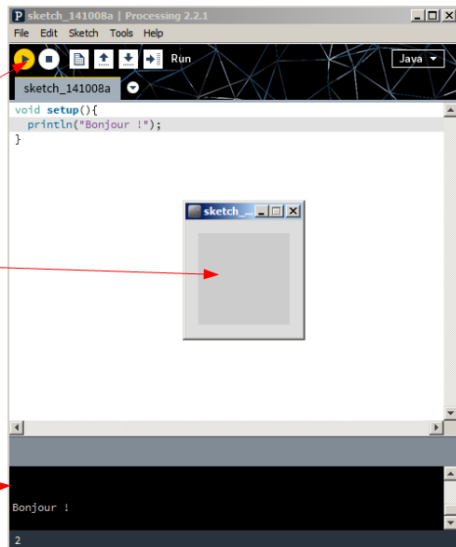 sketch_141008a | Processing 2.2.1
File Edit Sketch Tools Help
Run
Java
sketch_141008a
void setup(){
println("Bonjour !");
}
sketch_...
Bonjour !
2